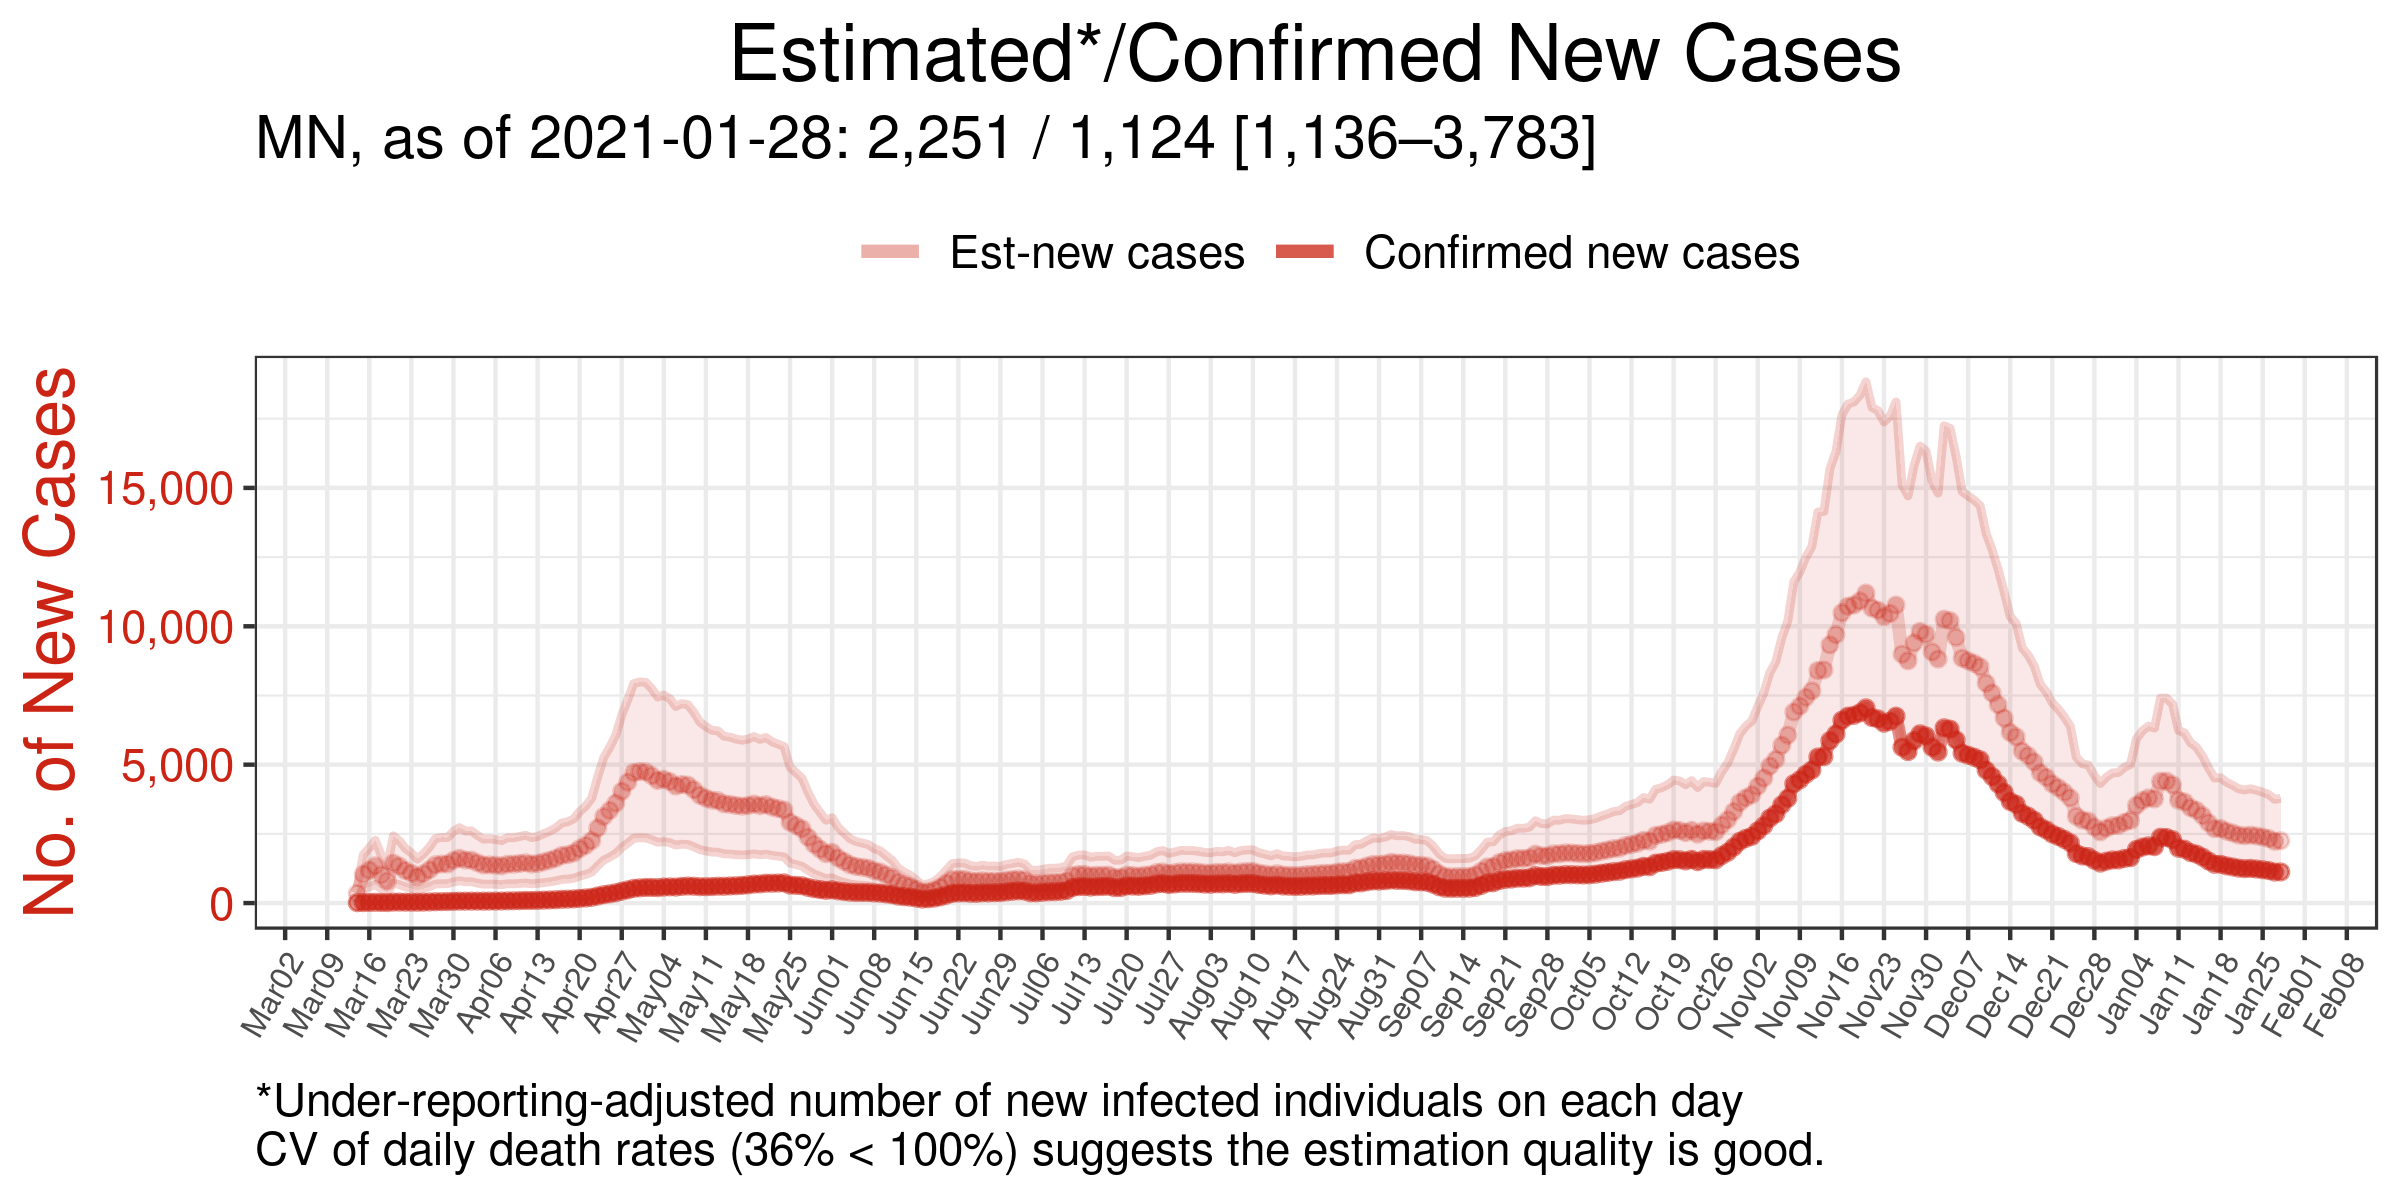 Estimated*/Confirmed New Cases
MN, as of 2021-01-28: 2,251 / 1,124 [1,136–3,783]
Est-new cases Confirmed new cases
No. of New Cases
15,000
10,000
5,000
0
Mar02 Mar09 Mar16 Mar23 Mar30 Apr06 Apr13 Apr20 Apr27 May04 May11 May18 May25 Jun01 Jun08 Jun15 Jun22 Jun29 Jul06 Jul13 Jul20 Jul27 Aug03 Aug10 Aug17 Aug24 Aug31 Sep07 Sep14 Sep21 Sep28 Oct05 Oct12 Oct19 Oct26 Nov02 Nov09 Nov16 Nov23 Nov30 Dec07 Dec14 Dec21 Dec28 Jan04 Jan11 Jan18 Jan25 Feb01 Feb08
*Under-reporting-adjusted number of new infected individuals on each day
CV of daily death rates (36% < 100%) suggests the estimation quality is good.